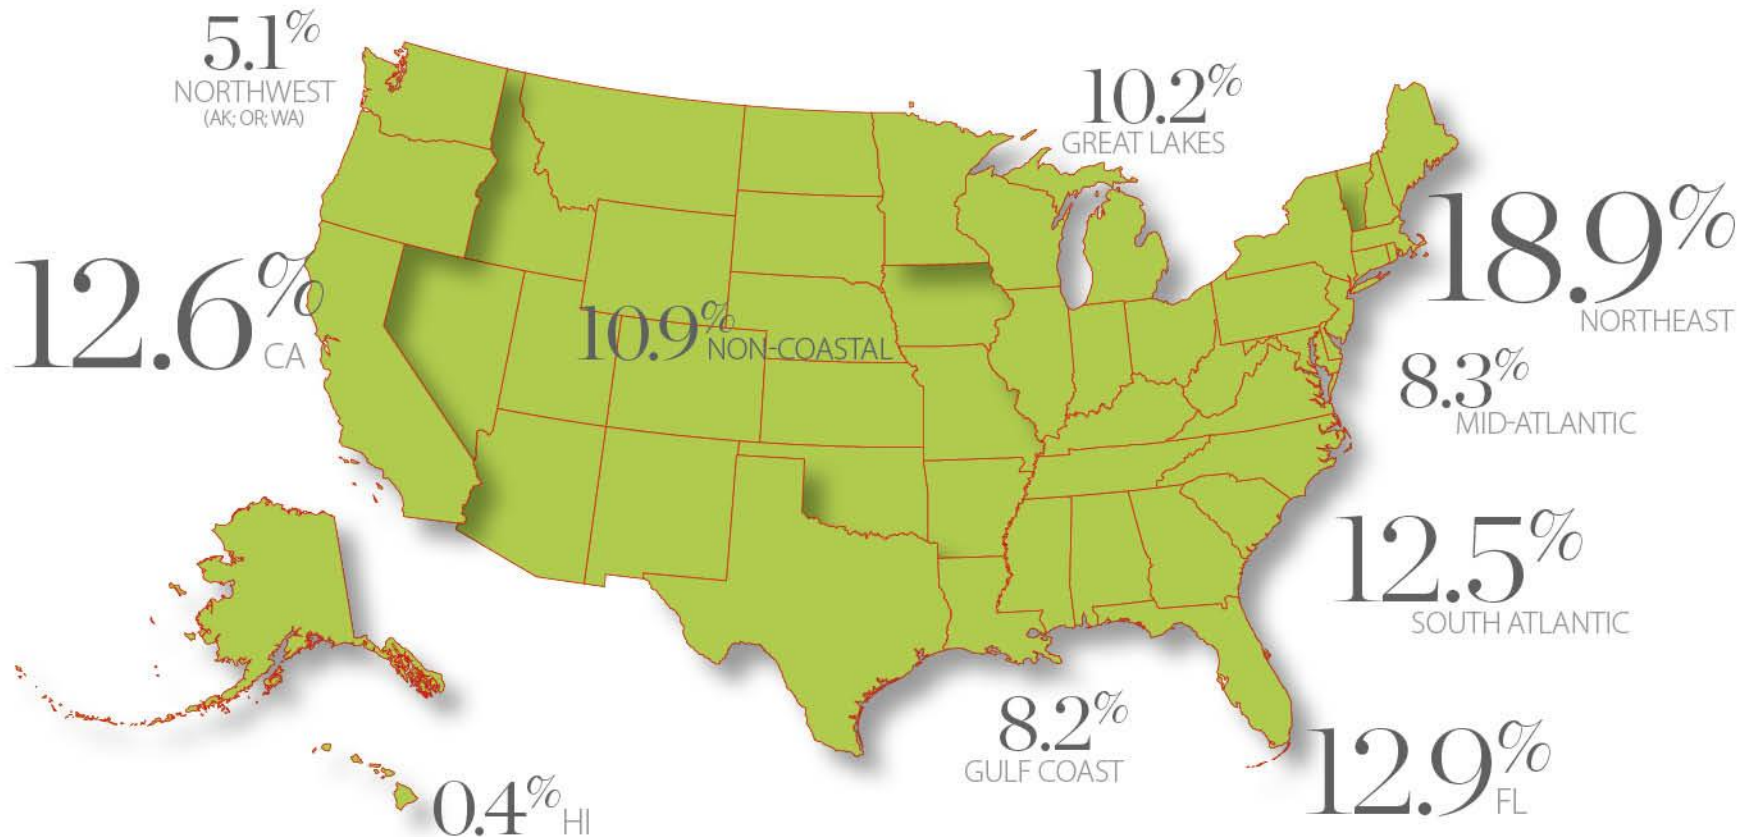 5.1%
NORTHWEST
(AK; OR; WA)
10.2%
GREAT LAKES
18.9%
NORTHEAST
12.6%
CA
10.9% NON-COASTAL
8.3%
MID-ATLANTIC
12.5%
SOUTH ATLANTIC
8.2%
GULF COAST
12.9%
FL
0.4% HI